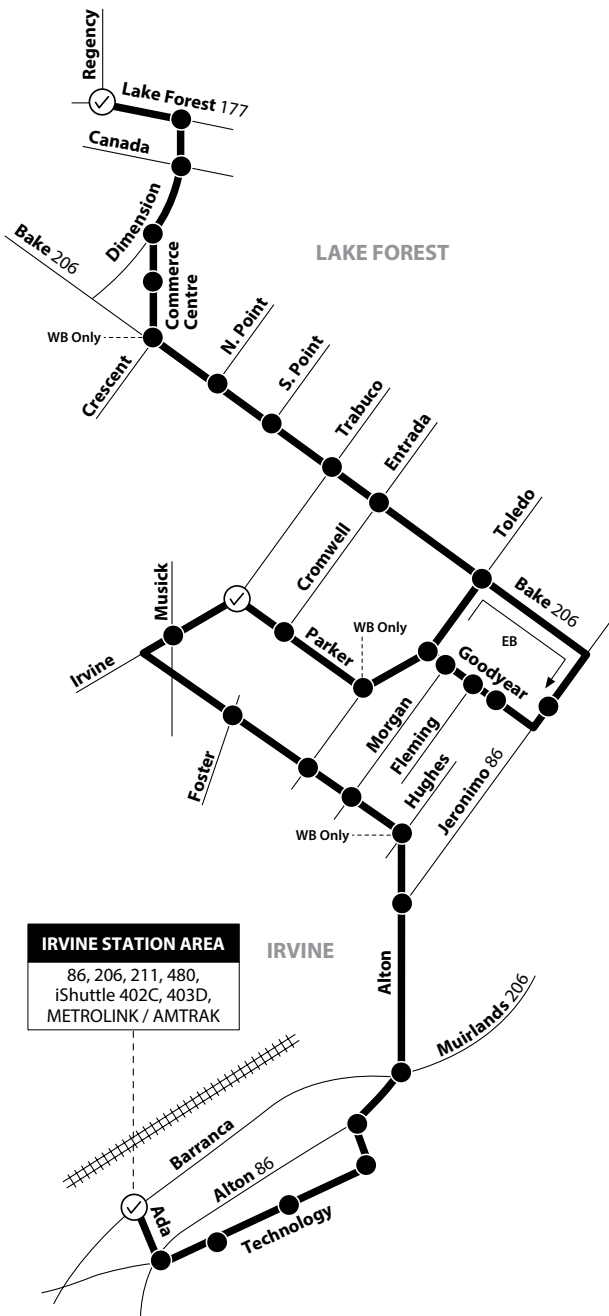 Regency
Lake Forest 177
Canada
Dimension
Bake 206
LAKE FOREST
Commerce
Centre
WB Only
Crescent
N. Point
S. Point
Trabuco
Entrada
Toledo
Cromwell
Musick
Bake 206
WB Only
EB
Parker
Goodyear
Irvine
Morgan
Fleming
Foster
Hughes
Jeronimo 86
WB Only
IRVINE STATION AREA
86, 206, 211, 480,
iShuttle 402C, 403D,
METROLINK / AMTRAK
IRVINE
Alton
Muirlands 206
Barranca
Alton 86
Ada
Technology